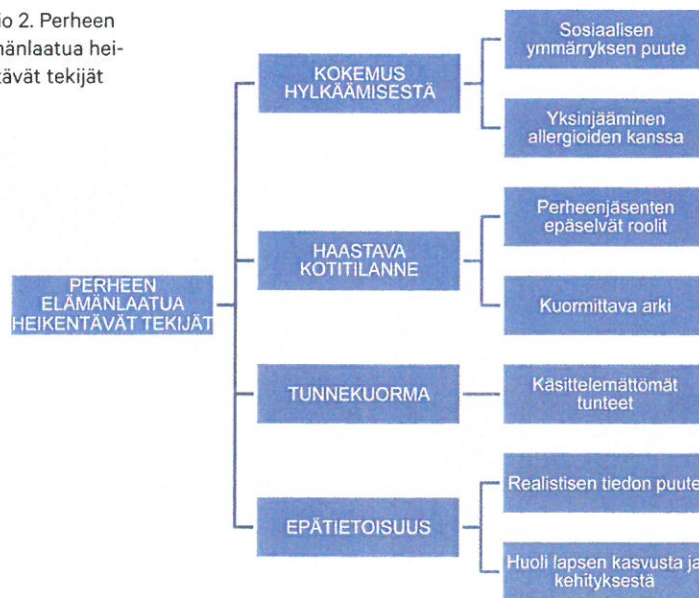 io 2. Perheen
mänlaatua hei-
tävät tekijät
PERHEEN
ELÄMÄNLAATUA
HEIKENTÄVÄT TEKIJÄT
KOKEMUS
HYLKÄÄMISESTÄ
Sosiaalisen
ymmärryksen puute
Yksinjääminen
allergioiden kanssa
HAASTAVA
KOTITILANNE
Perheenjäsenten
epäselvät roolit
Kuormittava arki
TUNNEKUORMA
Käsittelemättömät
tunteet
EPÄTIETOISUUS
Realistisen tiedon puute
Huoli lapsen kasvusta ja
kehityksestä